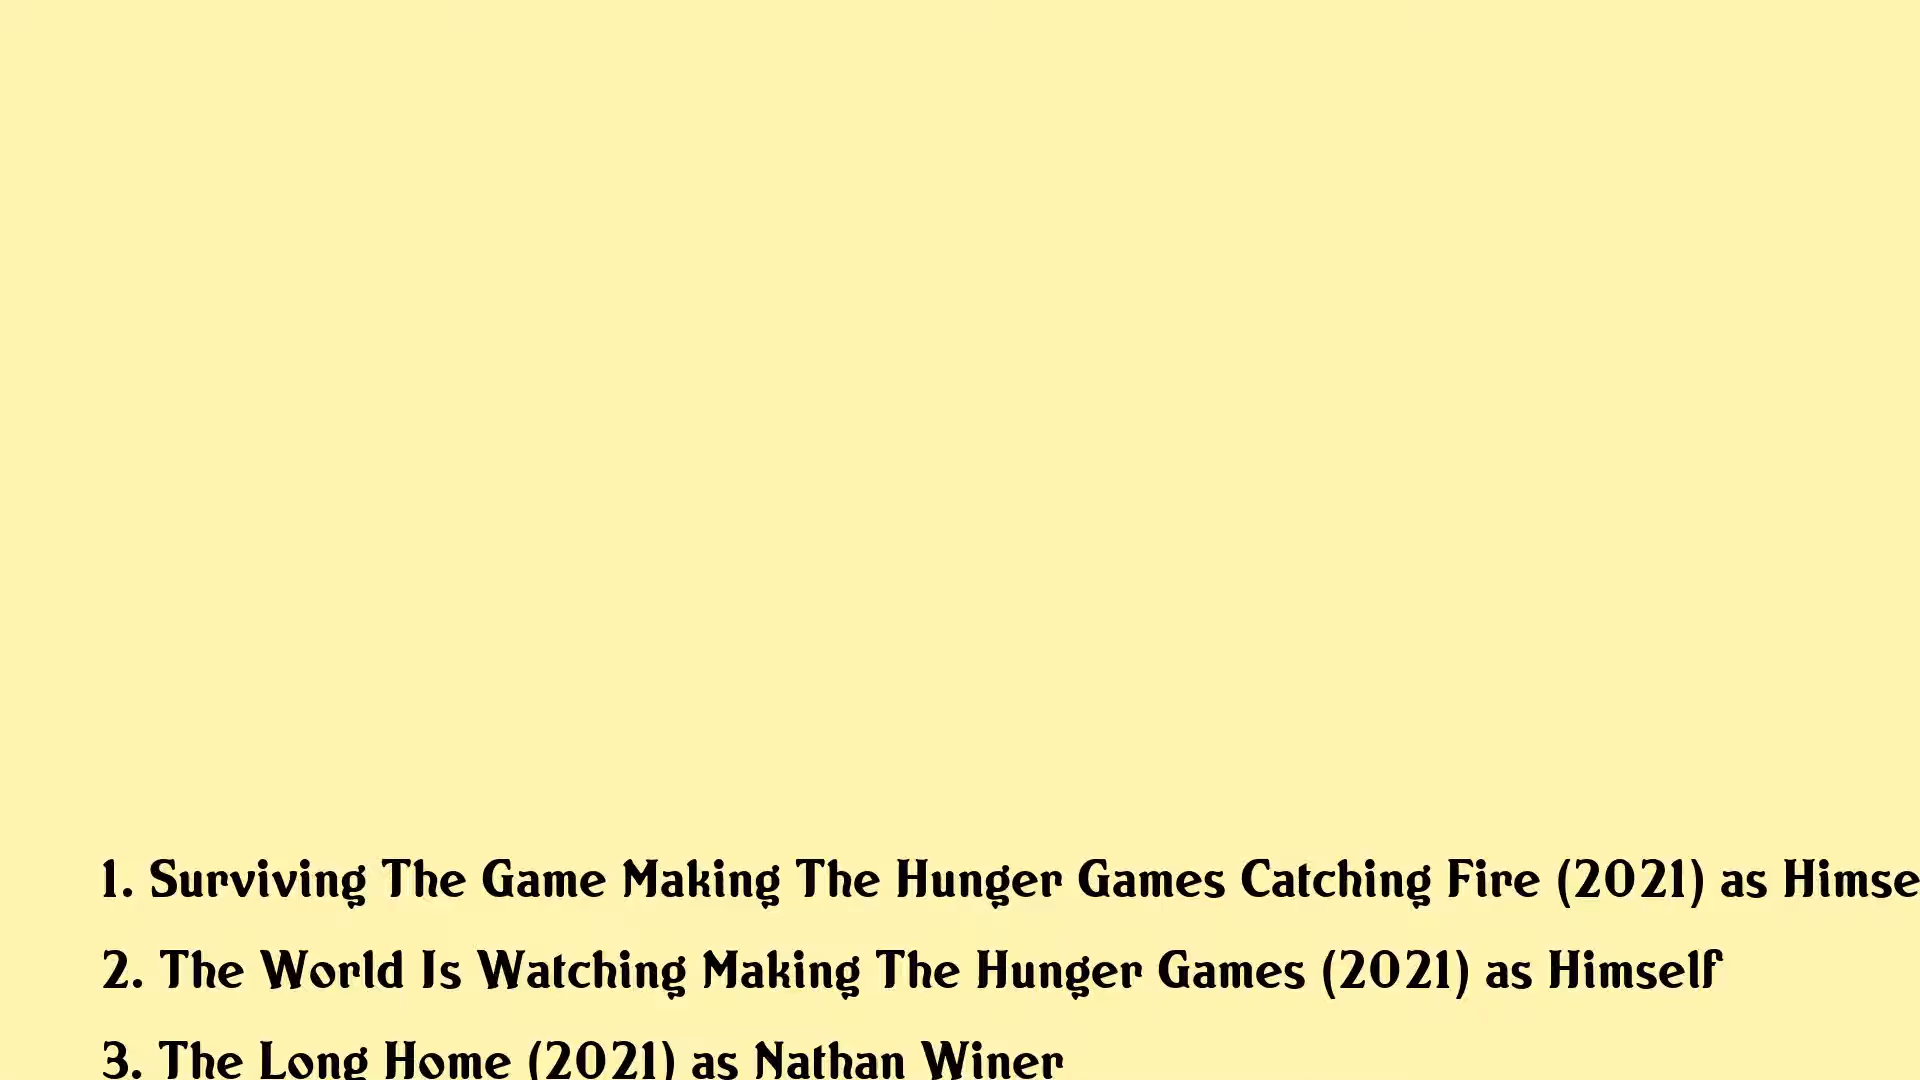 1. Surviving The Game Making The Hunger Games Catching Fire (2021) as Himse
2. The World Is Watching Making The Hunger Games (2021) as Himself
3. The Long Home (2021) as Nathan Winer